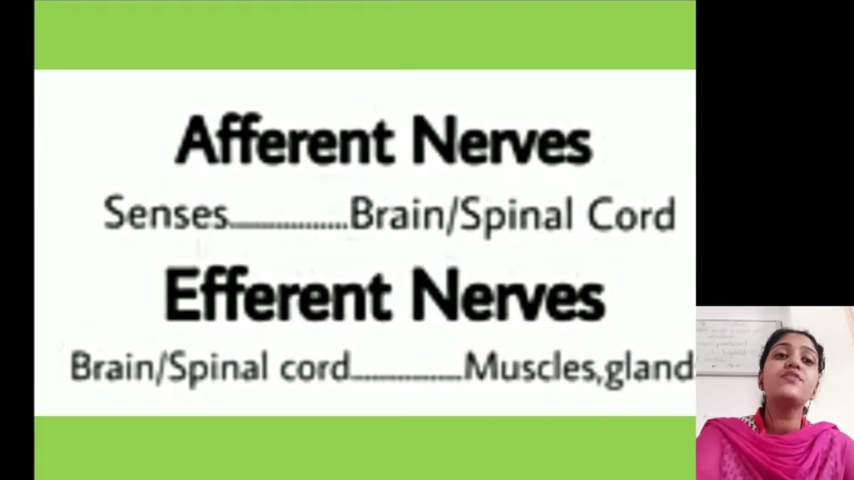 Afferent Nerves
Senses.................Brain/Spinal Cord
Efferent Nerves
Brain/Spinal cord................Muscles,gland